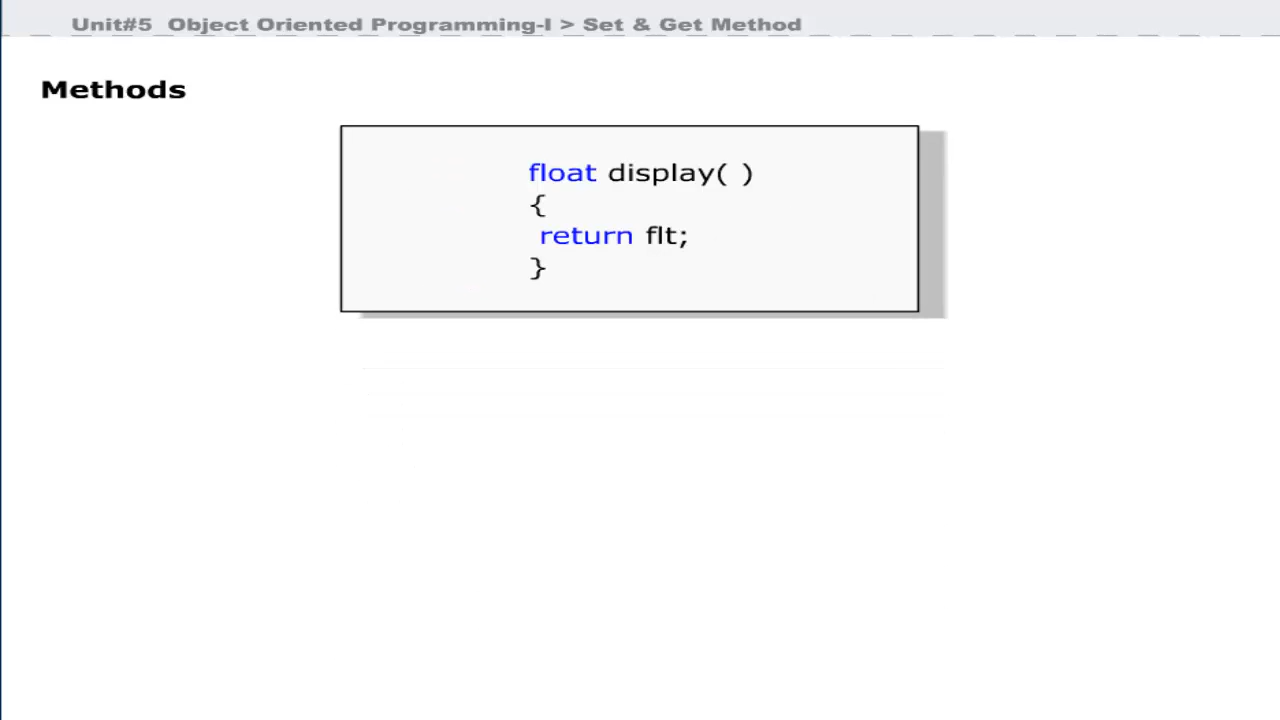 Unit#5 Object Oriented Programming-I > Set & Get Method
Methods
float display( )
{
return flt;
}